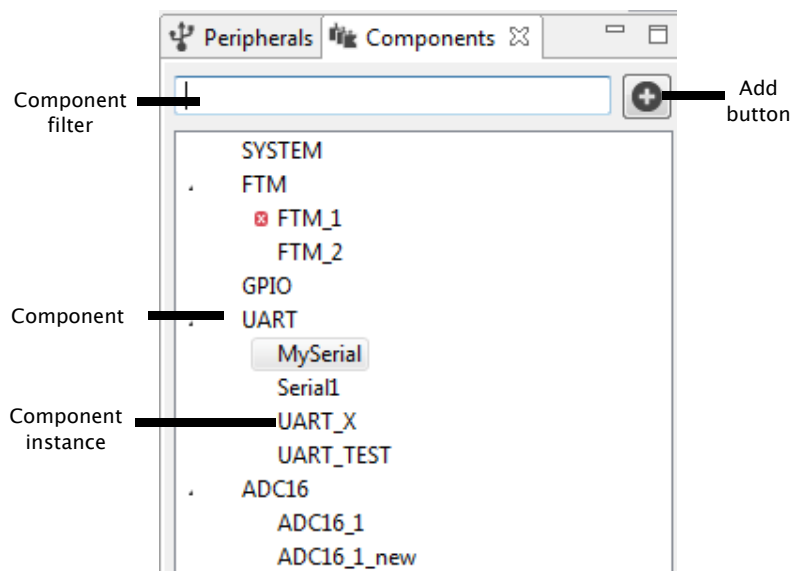 Peripherals Components
Component
filter
Add
button
SYSTEM
FTM
FTM_1
FTM_2
GPIO
Component
UART
MySerial
Serial1
Component
instance
UART_X
UART_TEST
ADC16
ADC16_1
ADC16_1_new